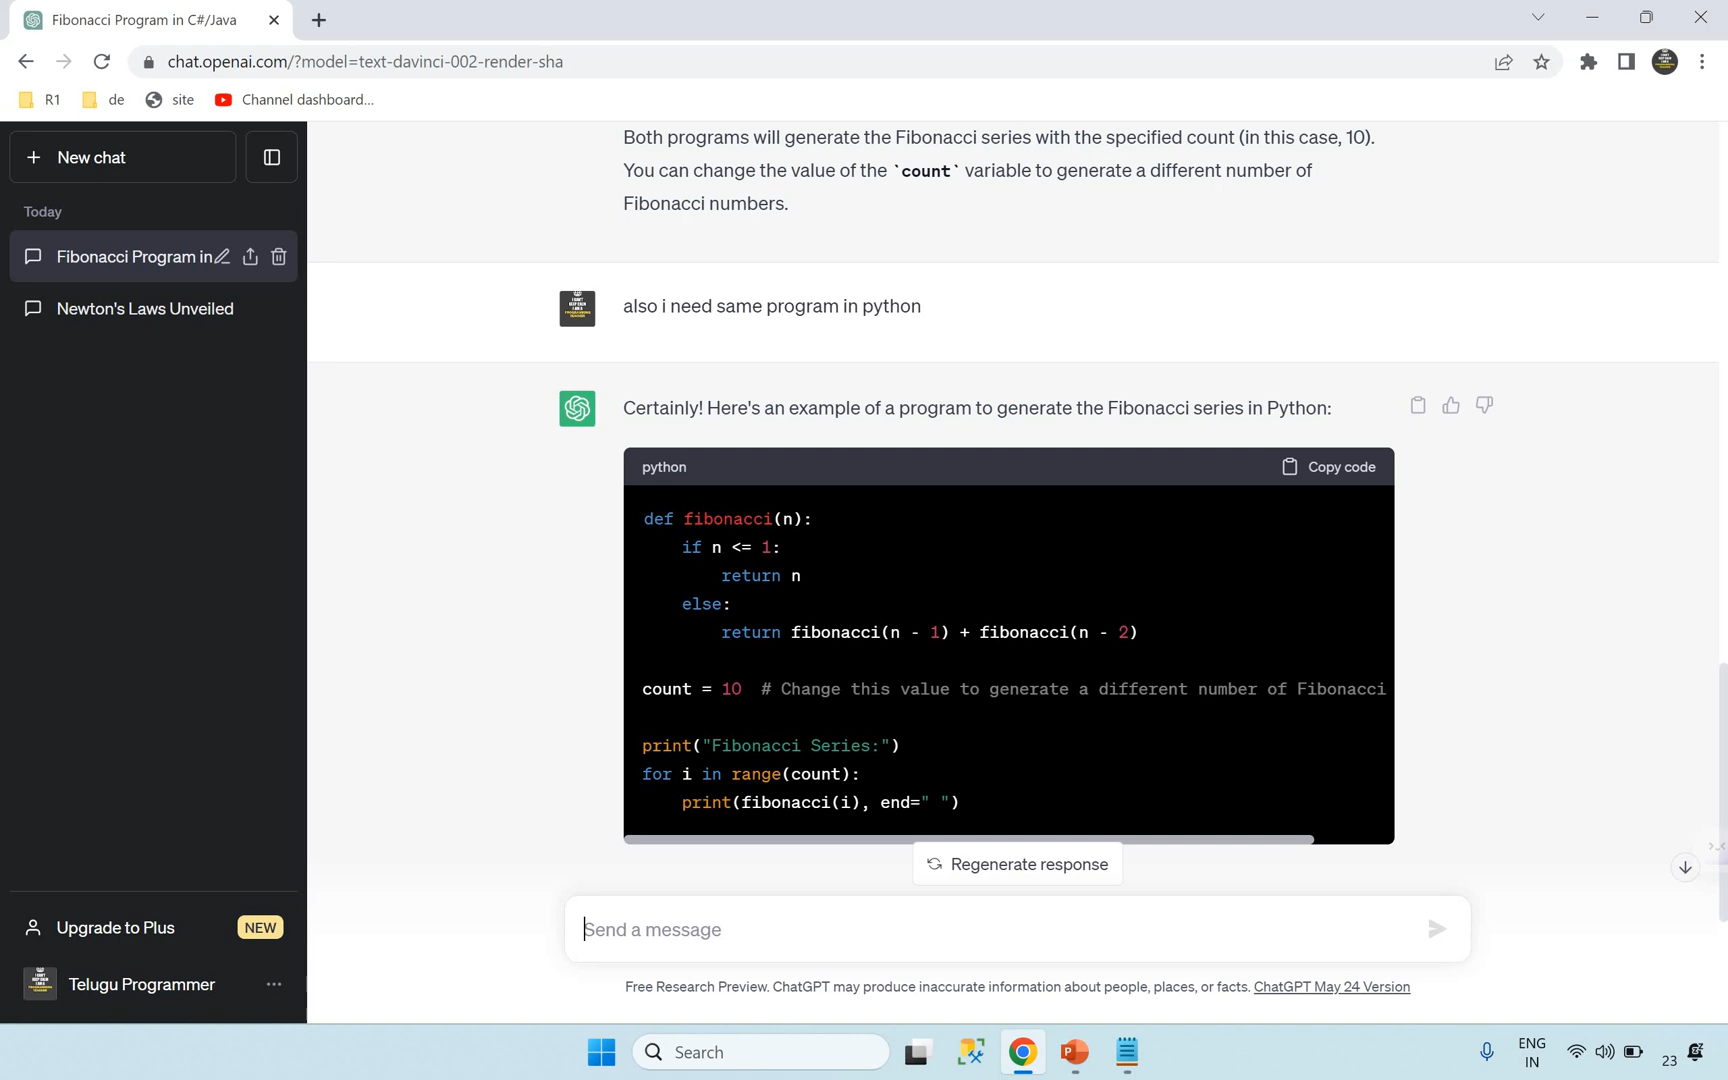 Fibonacci Program in C#/Java
chat.openai.com/?model=text-davinci-002-render-sha
R1 de site Channel dashboard...
New chat
Today
Fibonacci Program in
Newton's Laws Unveiled
Upgrade to Plus NEW
Telugu Programmer
Both programs will generate the Fibonacci series with the specified count (in this case, 10).
You can change the value of the `count` variable to generate a different number of
Fibonacci numbers.
also i need same program in python
Certainly! Here's an example of a program to generate the Fibonacci series in Python:
python Copy code
def fibonacci(n):
    if n <= 1:
        return n
    else:
        return fibonacci(n - 1) + fibonacci(n - 2)
count = 10  # Change this value to generate a different number of Fibonacci
print("Fibonacci Series:")
for i in range(count):
    print(fibonacci(i), end=" ")
Regenerate response
Send a message
Free Research Preview. ChatGPT may produce inaccurate information about people, places, or facts. ChatGPT May 24 Version
Search
ENG
IN
23